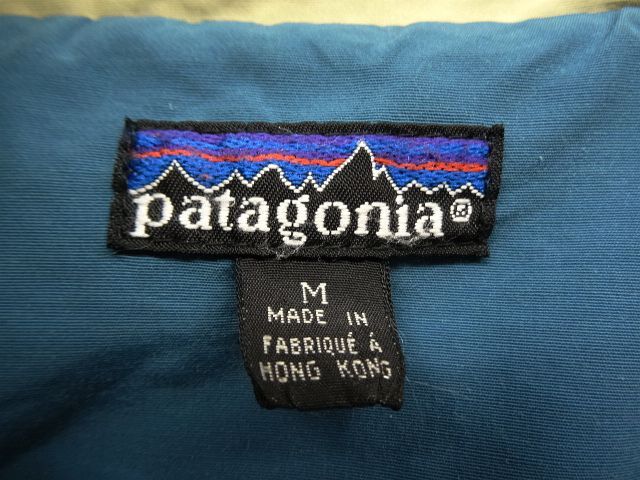 patagonia®
M
MADE IN
FABRIQUÉ À
HONG KONG